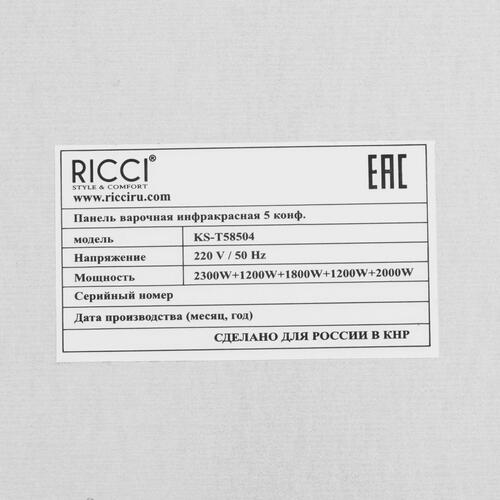 RICCI®
STYLE & COMFORT
www.ricciru.com
EAC
Панель варочная инфракрасная 5 конф.
модель KS-T58504
Напряжение 220 V / 50 Hz
Мощность 2300W+1200W+1800W+1200W+2000W
Серийный номер
Дата производства (месяц, год)
СДЕЛАНО ДЛЯ РОССИИ В КНР